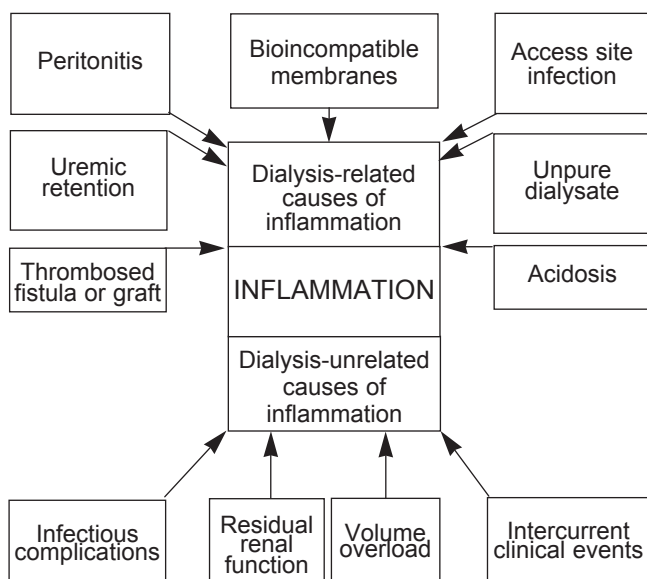 Peritonitis
Bioincompatible
membranes
Access site
infection
Uremic
retention
Dialysis-related
causes of
inflammation
Unpure
dialysate
Thrombosed
fistula or graft
INFLAMMATION
Acidosis
Dialysis-unrelated
causes of
inflammation
Infectious
complications
Residual
renal
function
Volume
overload
Intercurrent
clinical events